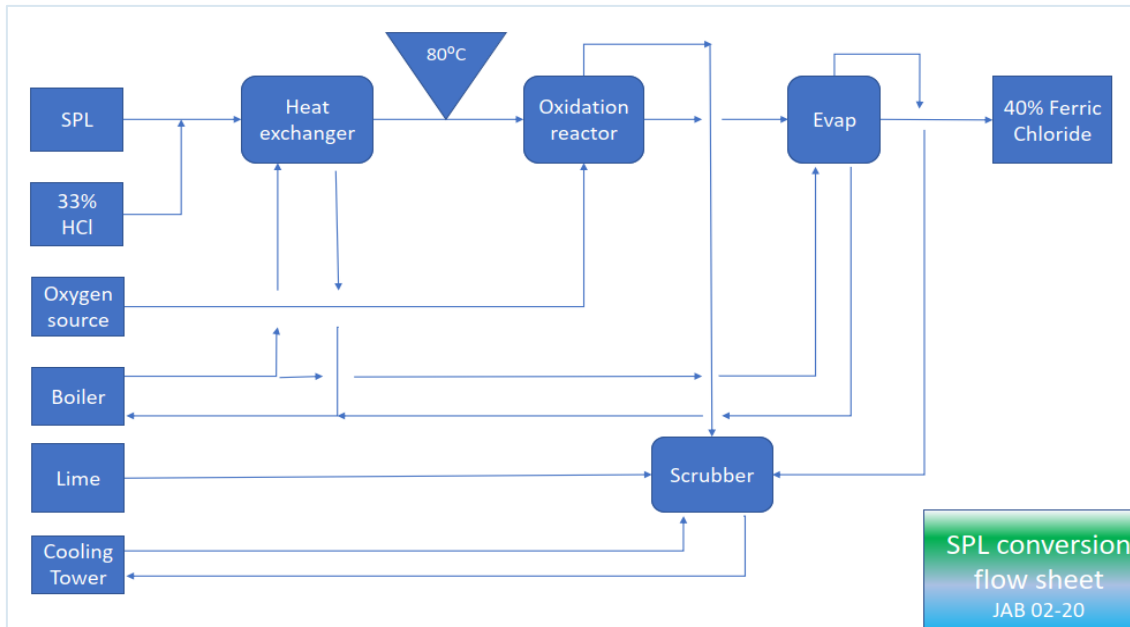 80⁰C
SPL
Heat
exchanger
Oxidation
reactor
Evap
40% Ferric
Chloride
33%
HCl
Oxygen
source
Boiler
Lime
Scrubber
Cooling
Tower
SPL conversion
flow sheet
JAB 02-20